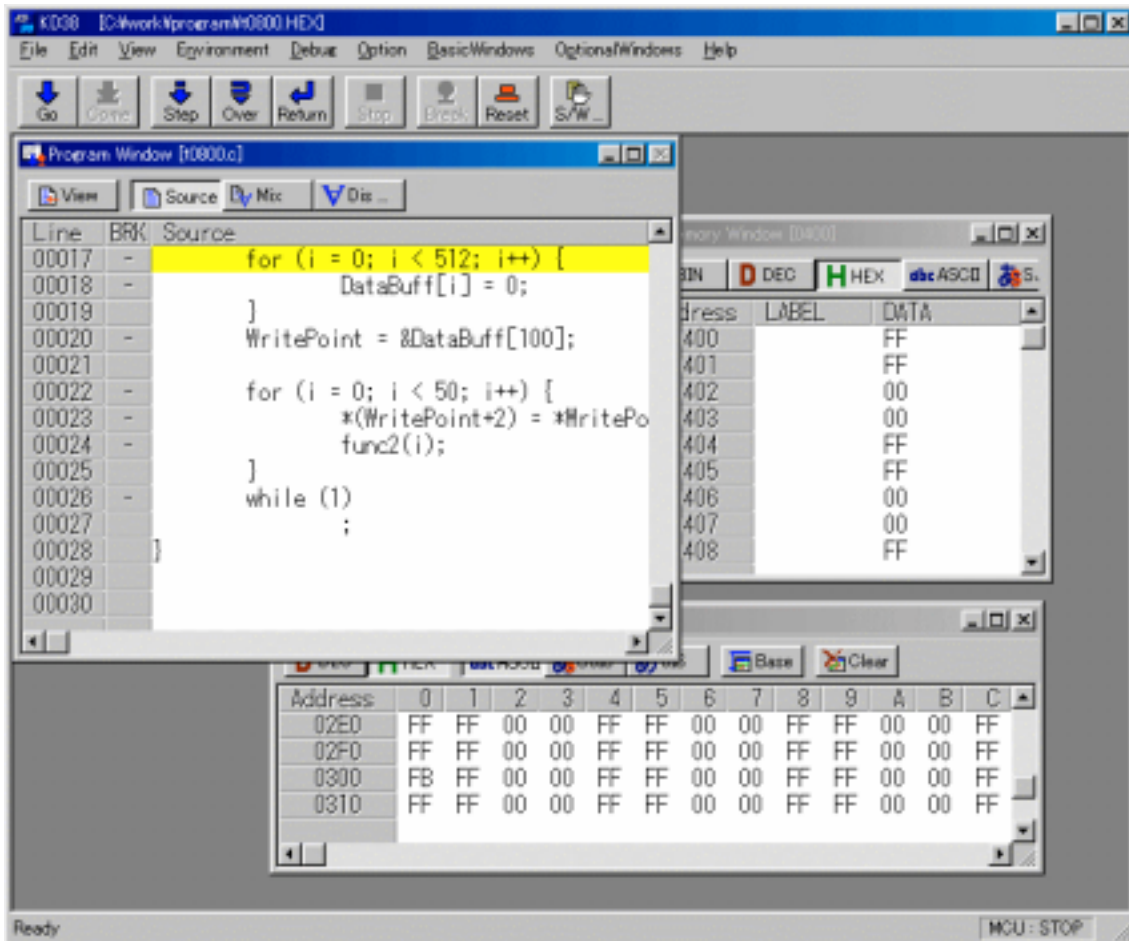 KD38 [C:¥work¥program¥t0800.HEX]
File Edit View Environment Debug Option BasicWindows OptionalWindows Help
Go Come Step Over Return Stop Break Reset S/W ...
Program Window [t0800.c]
View Source Mix Dis ...
Line BRK Source
00017 - for (i = 0; i < 512; i++) {
00018 - DataBuff[i] = 0;
00019 }
00020 - WritePoint = &DataBuff[100];
00021
00022 - for (i = 0; i < 50; i++) {
00023 - *(WritePoint+2) = *WritePo
00024 - func2(i);
00025 }
00026 - while (1)
00027 ;
00028 }
00029
00030
emory Window [0400]
BIN D DEC H HEX abc ASCII S.
dress LABEL DATA
400 FF
401 FF
402 00
403 00
404 FF
405 FF
406 00
407 00
408 FF
Base Clear
Address 0 1 2 3 4 5 6 7 8 9 A B C
02E0 FF FF 00 00 FF FF 00 00 FF FF 00 00 FF
02F0 FF FF 00 00 FF FF 00 00 FF FF 00 00 FF
0300 FB FF 00 00 FF FF 00 00 FF FF 00 00 FF
0310 FF FF 00 00 FF FF 00 00 FF FF 00 00 FF
Ready MCU : STOP